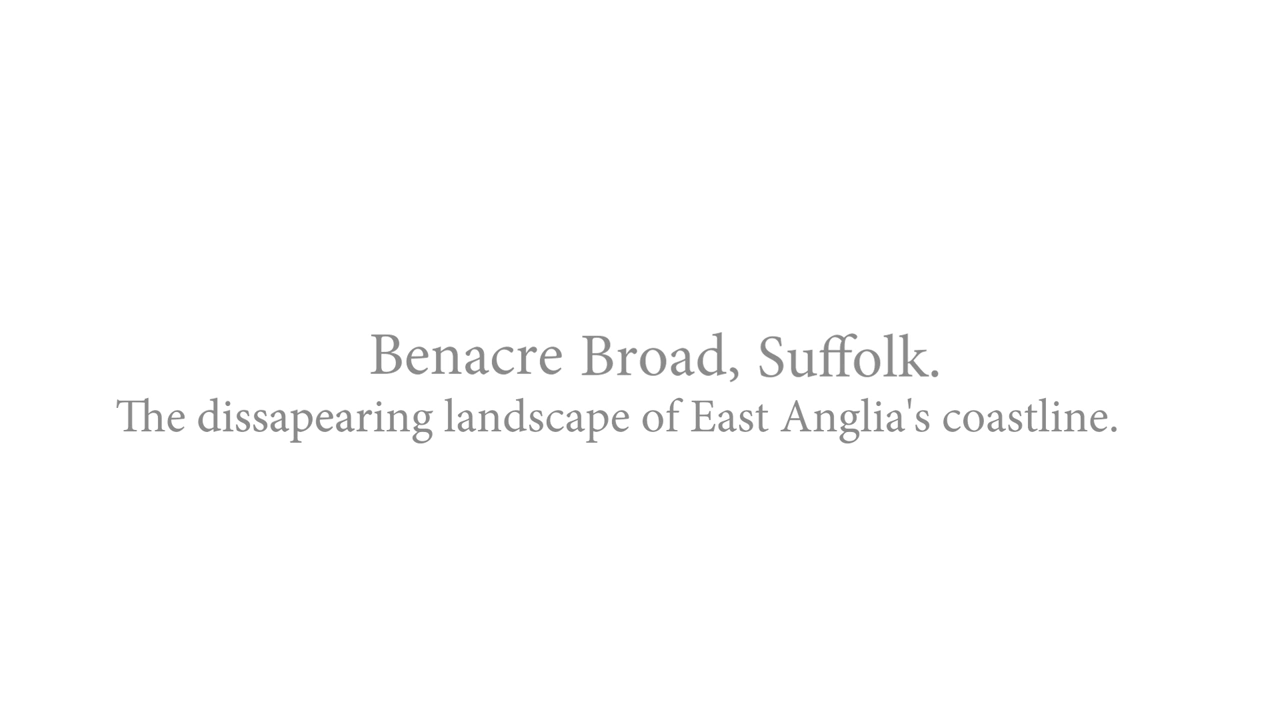 Benacre Broad, Suffolk.
The dissapearing landscape of East Anglia's coastline.